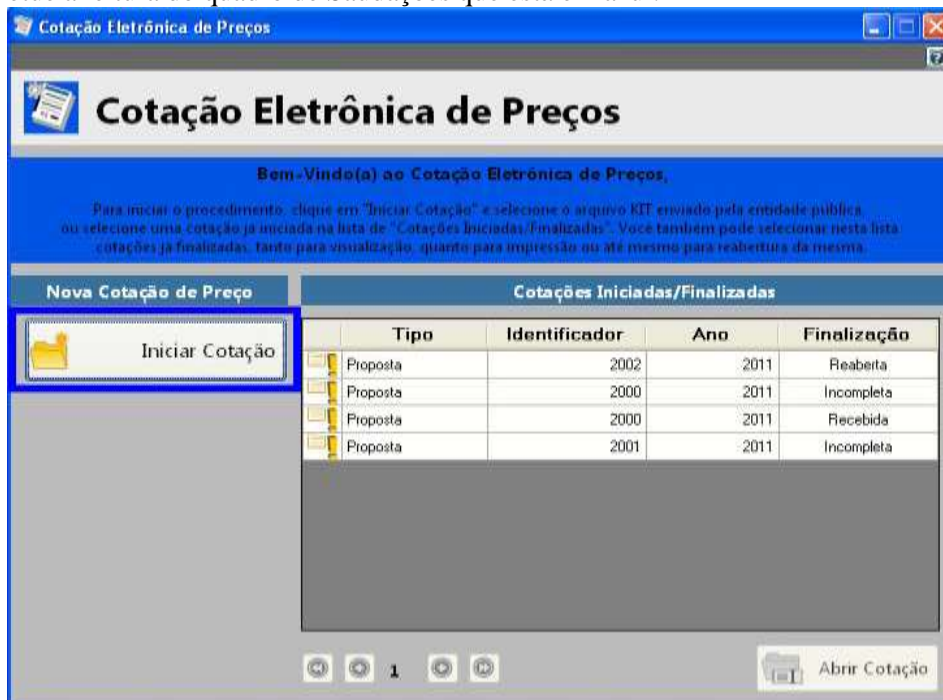 Cotação Eletrônica de Preços
Cotação Eletrônica de Preços
Bem-Vindo(a) ao Cotação Eletrônica de Preços,
Para iniciar o procedimento, clique em "Iniciar Cotação" e selecione o arquivo KIT enviado pela entidade pública,
ou selecione uma cotação já iniciada na lista de "Cotações Iniciadas/Finalizadas". Você também pode selecionar nesta lista
cotações já finalizadas, tanto para visualização, quanto para impressão ou até mesmo para reabertura da mesma.
Nova Cotação de Preço
Cotações Iniciadas/Finalizadas
Iniciar Cotação
Tipo Identificador Ano Finalização
Proposta 2002 2011 Reaberta
Proposta 2000 2011 Incompleta
Proposta 2000 2011 Recebida
Proposta 2001 2011 Incompleta
1
Abrir Cotação